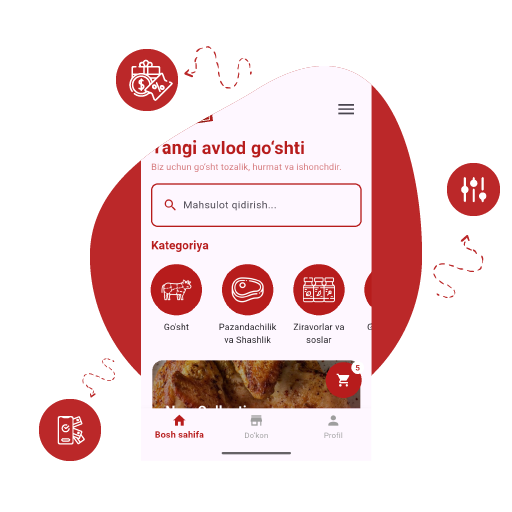 Yangi avlod go‘shti
Biz uchun go‘sht tozalik, hurmat va ishonchdir.
Mahsulot qidirish...
Kategoriya
Go'sht
Pazandachilik
va Shashlik
Ziravorlar va
soslar
5
Bosh sahifa
Do'kon
Profil